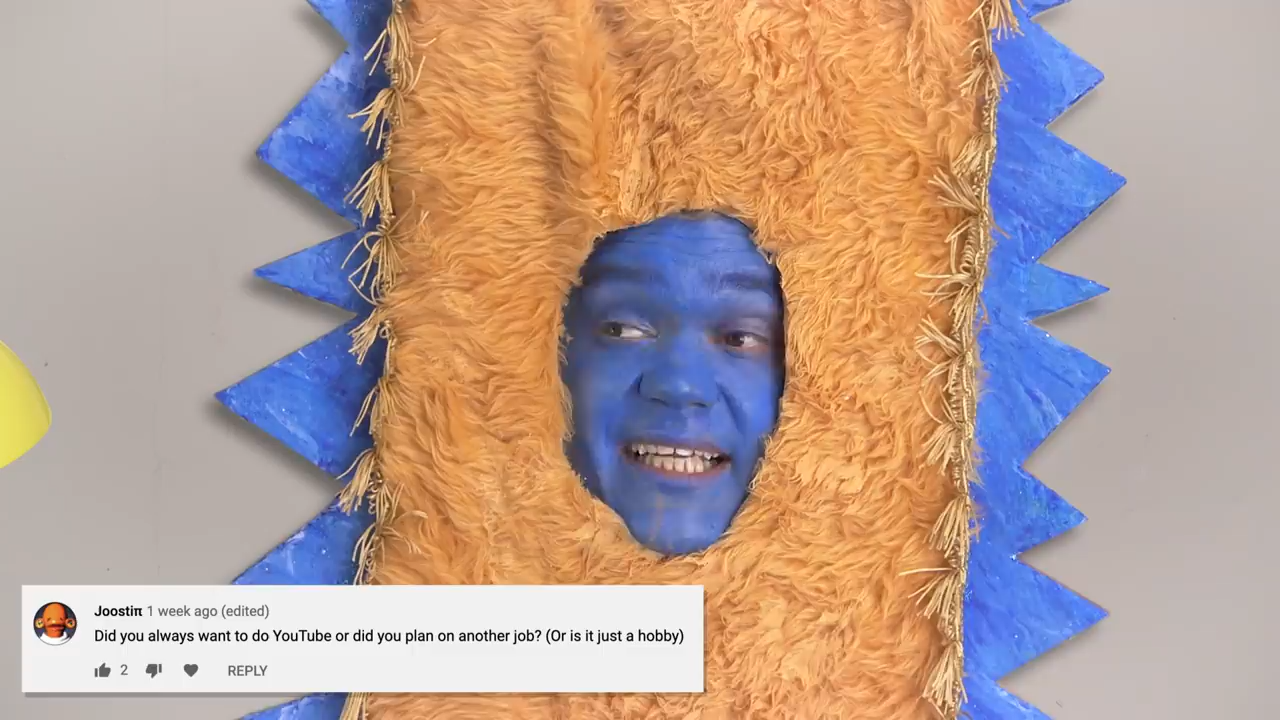 Joostiπ 1 week ago (edited)
Did you always want to do YouTube or did you plan on another job? (Or is it just a hobby)
2
REPLY